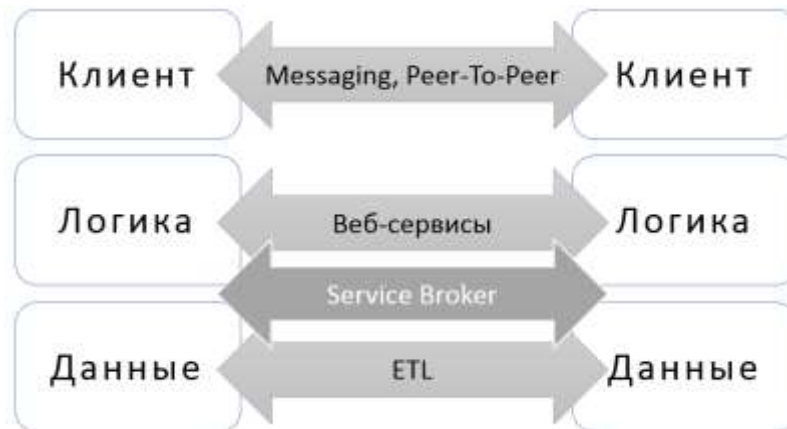 Клиент Messaging, Peer-To-Peer Клиент
Логика Веб-сервисы Логика
Service Broker
Данные ETL Данные